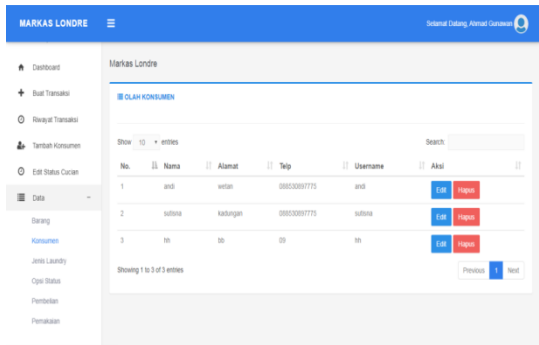 MARKAS LONDRE
Selamat Datang, Ahmad Gunawan
Dashboard
Buat Transaksi
Riwayat Transaksi
Tambah Konsumen
Edit Status Cucian
Data
Barang
Konsumen
Jenis Laundry
Opsi Status
Pembelian
Pemakaian
Markas Londre
OLAH KONSUMEN
Show 10 entries
Search:
No. Nama Alamat Telp Username Aksi
1 andi wetan 086530897775 andi Edit Hapus
2 sutisna kadungan 086530897775 sutisna Edit Hapus
3 hh bb 09 hh Edit Hapus
Showing 1 to 3 of 3 entries
Previous 1 Next